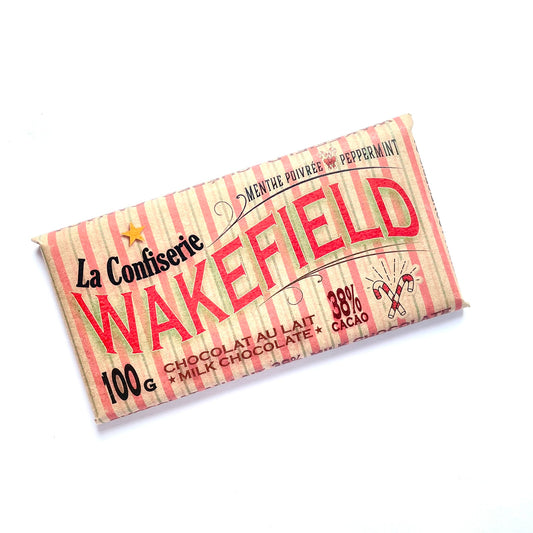 MENTHE POIVRÉE PEPPERMINT
La Confiserie
WAKEFIELD
CHOCOLAT AU LAIT
★ MILK CHOCOLATE ★
38%
CACAO
100G